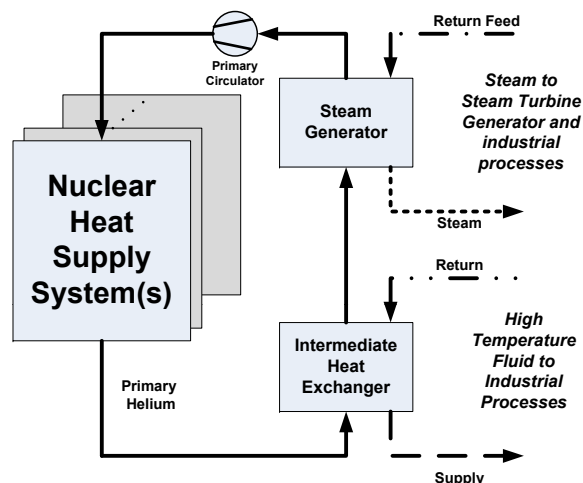 Primary
Circulator
Return Feed
Steam
Generator
Steam to
Steam Turbine
Generator and
industrial
processes
Nuclear
Heat
Supply
System(s)
Steam
Return
Intermediate
Heat
Exchanger
High
Temperature
Fluid to
Industrial
Processes
Primary
Helium
Supply